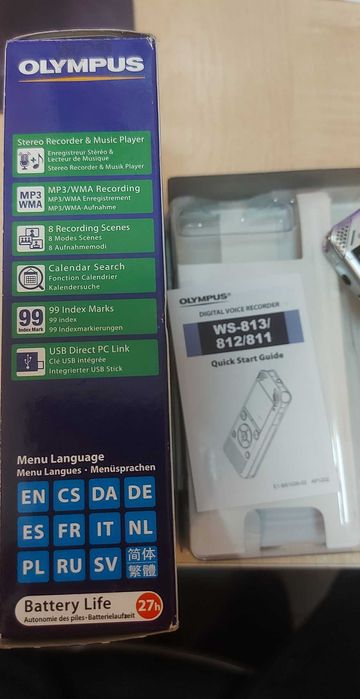 OLYMPUS
Stereo Recorder & Music Player
Enregistreur Stéréo &
Lecteur de Musique
Stereo Recorder & Musik Player
MP3
WMA
MP3/WMA Recording
MP3/WMA Enregistrement
MP3/WMA-Aufnahme
8 Recording Scenes
8 Modes Scenes
8 Aufnahmemodi
Calendar Search
Fonction Calendrier
Kalendersuche
99
Index Mark
99 Index Marks
99 index
99 Indexmarkierungen
USB Direct PC Link
Clé USB intégrée
Integrierter USB Stick
Menu Language
Menu Langues - Menüsprachen
EN CS DA DE
ES FR IT NL
PL RU SV 简体
繁體
Battery Life
Autonomie des piles - Batterielaufzeit
27h
OLYMPUS
DIGITAL VOICE RECORDER
WS-813/
812/811
Quick Start Guide